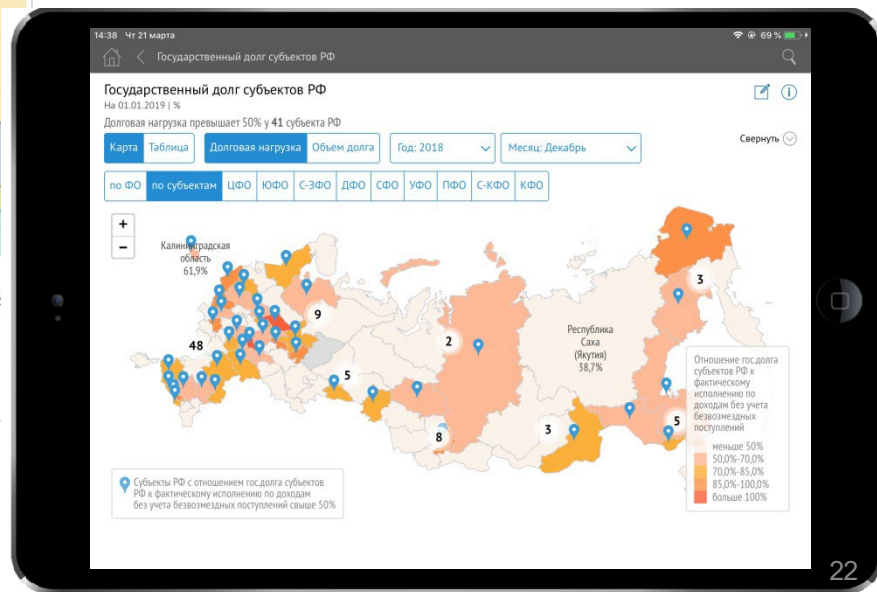 14:38 Чт 21 марта
69 %
Государственный долг субъектов РФ
Государственный долг субъектов РФ
На 01.01.2019 | %
Долговая нагрузка превышает 50% у 41 субъекта РФ
Свернуть
Карта Таблица Долговая нагрузка Объем долга Год: 2018 Месяц: Декабрь
по ФО по субъектам ЦФО ЮФО С-ЗФО ДФО СФО УФО ПФО С-КФО КФО
+
−
Калининградская
область
61,9%
3
9
48
2
5
Республика
Саха
(Якутия)
38,7%
8
3
5
Отношение гос.долга
субъектов РФ к
фактическому
исполнению по
доходам без учета
безвозмездных
поступлений
меньше 50%
50,0%-70,0%
70,0%-85,0%
85,0%-100,0%
больше 100%
Субъекты РФ с отношением гос.долга субъектов
РФ к фактическому исполнению по доходам
без учета безвозмездных поступлений свыше 50%
22